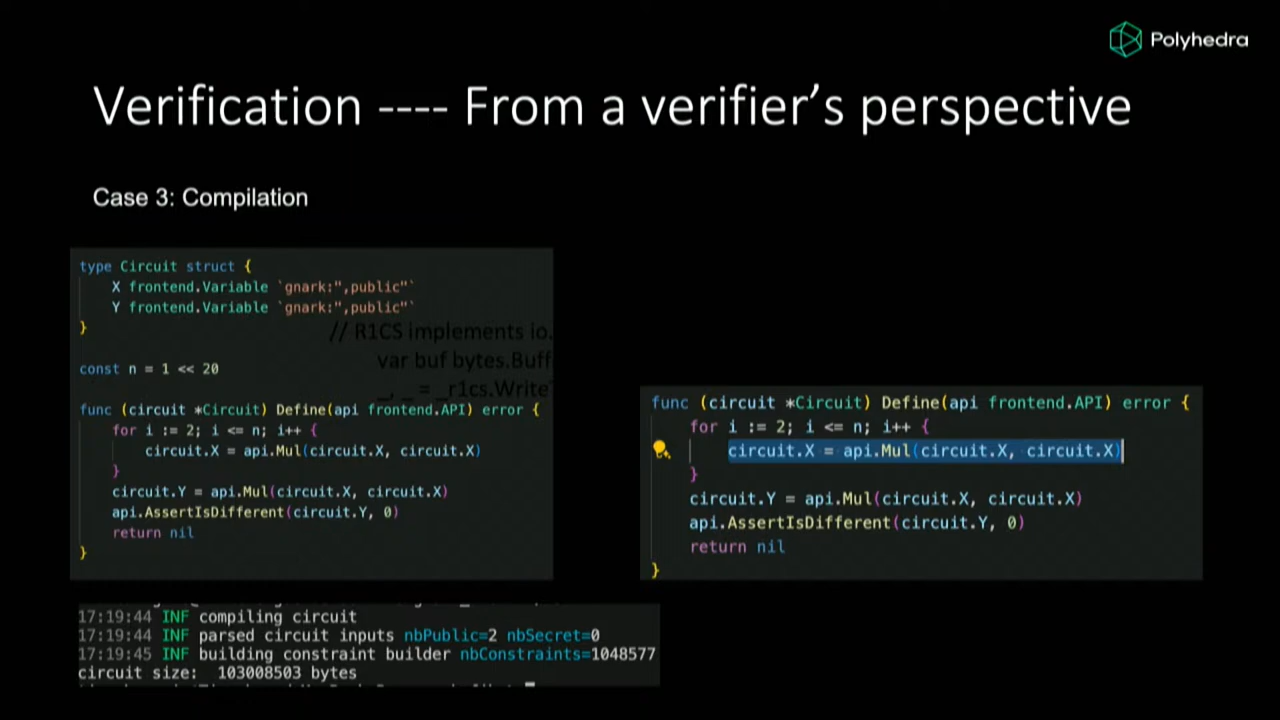 Polyhedra
Verification ---- From a verifier’s perspective
Case 3: Compilation
type Circuit struct {
X frontend.Variable `gnark:",public"`
Y frontend.Variable `gnark:",public"`
}
// R1CS implements io.
var buf bytes.Buff
_, _ = _r1cs.Write
const n = 1 << 20
func (circuit *Circuit) Define(api frontend.API) error {
for i := 2; i <= n; i++ {
circuit.X = api.Mul(circuit.X, circuit.X)
}
circuit.Y = api.Mul(circuit.X, circuit.X)
api.AssertIsDifferent(circuit.Y, 0)
return nil
}
func (circuit *Circuit) Define(api frontend.API) error {
for i := 2; i <= n; i++ {
circuit.X = api.Mul(circuit.X, circuit.X)
}
circuit.Y = api.Mul(circuit.X, circuit.X)
api.AssertIsDifferent(circuit.Y, 0)
return nil
}
17:19:44 INF compiling circuit
17:19:44 INF parsed circuit inputs nbPublic=2 nbSecret=0
17:19:45 INF building constraint builder nbConstraints=1048577
circuit size: 103008503 bytes